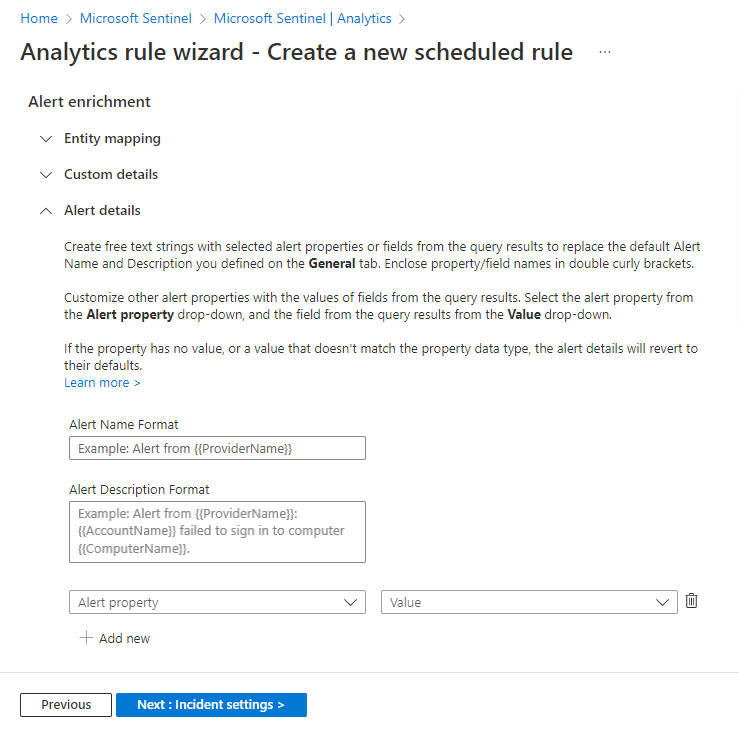 Home > Microsoft Sentinel > Microsoft Sentinel | Analytics >
Analytics rule wizard - Create a new scheduled rule ...
Alert enrichment
Entity mapping
Custom details
Alert details
Create free text strings with selected alert properties or fields from the query results to replace the default Alert
Name and Description you defined on the General tab. Enclose property/field names in double curly brackets.
Customize other alert properties with the values of fields from the query results. Select the alert property from
the Alert property drop-down, and the field from the query results from the Value drop-down.
If the property has no value, or a value that doesn't match the property data type, the alert details will revert to
their defaults.
Learn more >
Alert Name Format
Example: Alert from {{ProviderName}}
Alert Description Format
Example: Alert from {{ProviderName}}:
{{AccountName}} failed to sign in to computer
{{ComputerName}}.
Alert property Value
+ Add new
Previous Next : Incident settings >